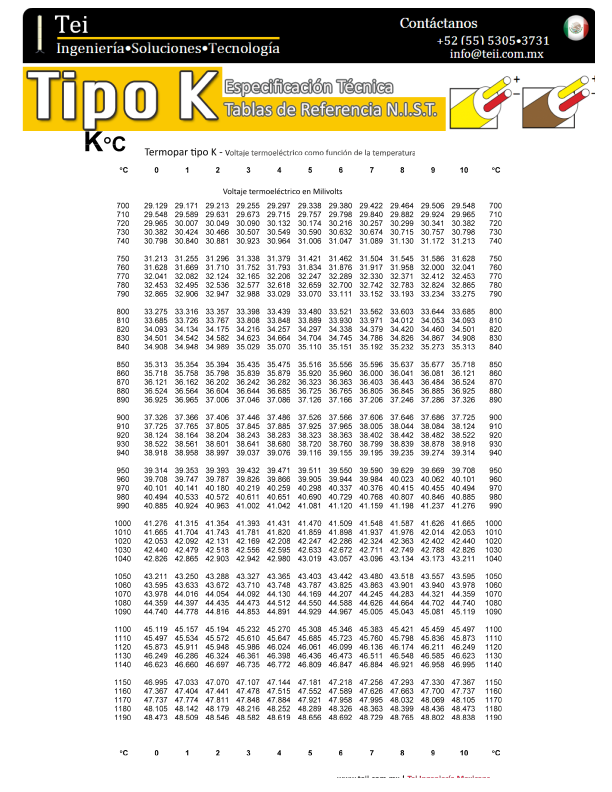 Tei
Ingeniería•Soluciones•Tecnología
Contáctanos
+52 (55) 5305•3731
info@teii.com.mx
Tipo K
Especificación Técnica
Tablas de Referencia N.I.S.T.
+
-
+
-
K°C
Termopar tipo K - Voltaje termoeléctrico como función de la temperatura
°C 0 1 2 3 4 5 6 7 8 9 10 °C
Voltaje termoeléctrico en Milivolts
700 29.129 29.171 29.213 29.255 29.297 29.338 29.380 29.422 29.464 29.506 29.548 700
710 29.548 29.589 29.631 29.673 29.715 29.757 29.798 29.840 29.882 29.924 29.965 710
720 29.965 30.007 30.049 30.090 30.132 30.174 30.216 30.257 30.299 30.341 30.382 720
730 30.382 30.424 30.466 30.507 30.549 30.590 30.632 30.674 30.715 30.757 30.798 730
740 30.798 30.840 30.881 30.923 30.964 31.006 31.047 31.089 31.130 31.172 31.213 740
750 31.213 31.255 31.296 31.338 31.379 31.421 31.462 31.504 31.545 31.586 31.628 750
760 31.628 31.669 31.710 31.752 31.793 31.834 31.876 31.917 31.958 32.000 32.041 760
770 32.041 32.082 32.124 32.165 32.206 32.247 32.289 32.330 32.371 32.412 32.453 770
780 32.453 32.495 32.536 32.577 32.618 32.659 32.700 32.742 32.783 32.824 32.865 780
790 32.865 32.906 32.947 32.988 33.029 33.070 33.111 33.152 33.193 33.234 33.275 790
800 33.275 33.316 33.357 33.398 33.439 33.480 33.521 33.562 33.603 33.644 33.685 800
810 33.685 33.726 33.767 33.808 33.848 33.889 33.930 33.971 34.012 34.053 34.093 810
820 34.093 34.134 34.175 34.216 34.257 34.297 34.338 34.379 34.420 34.460 34.501 820
830 34.501 34.542 34.582 34.623 34.664 34.704 34.745 34.786 34.826 34.867 34.908 830
840 34.908 34.948 34.989 35.029 35.070 35.110 35.151 35.192 35.232 35.273 35.313 840
850 35.313 35.354 35.394 35.435 35.475 35.516 35.556 35.596 35.637 35.677 35.718 850
860 35.718 35.758 35.798 35.839 35.879 35.920 35.960 36.000 36.041 36.081 36.121 860
870 36.121 36.162 36.202 36.242 36.282 36.323 36.363 36.403 36.443 36.484 36.524 870
880 36.524 36.564 36.604 36.644 36.685 36.725 36.765 36.805 36.845 36.885 36.925 880
890 36.925 36.965 37.006 37.046 37.086 37.126 37.166 37.206 37.246 37.286 37.326 890
900 37.326 37.366 37.406 37.446 37.486 37.526 37.566 37.606 37.646 37.686 37.725 900
910 37.725 37.765 37.805 37.845 37.885 37.925 37.965 38.005 38.044 38.084 38.124 910
920 38.124 38.164 38.204 38.243 38.283 38.323 38.363 38.402 38.442 38.482 38.522 920
930 38.522 38.561 38.601 38.641 38.680 38.720 38.760 38.799 38.839 38.878 38.918 930
940 38.918 38.958 38.997 39.037 39.076 39.116 39.155 39.195 39.235 39.274 39.314 940
950 39.314 39.353 39.393 39.432 39.471 39.511 39.550 39.590 39.629 39.669 39.708 950
960 39.708 39.747 39.787 39.826 39.866 39.905 39.944 39.984 40.023 40.062 40.101 960
970 40.101 40.141 40.180 40.219 40.259 40.298 40.337 40.376 40.415 40.455 40.494 970
980 40.494 40.533 40.572 40.611 40.651 40.690 40.729 40.768 40.807 40.846 40.885 980
990 40.885 40.924 40.963 41.002 41.042 41.081 41.120 41.159 41.198 41.237 41.276 990
1000 41.276 41.315 41.354 41.393 41.431 41.470 41.509 41.548 41.587 41.626 41.665 1000
1010 41.665 41.704 41.743 41.781 41.820 41.859 41.898 41.937 41.976 42.014 42.053 1010
1020 42.053 42.092 42.131 42.169 42.208 42.247 42.286 42.324 42.363 42.402 42.440 1020
1030 42.440 42.479 42.518 42.556 42.595 42.633 42.672 42.711 42.749 42.788 42.826 1030
1040 42.826 42.865 42.903 42.942 42.980 43.019 43.057 43.096 43.134 43.173 43.211 1040
1050 43.211 43.250 43.288 43.327 43.365 43.403 43.442 43.480 43.518 43.557 43.595 1050
1060 43.595 43.633 43.672 43.710 43.748 43.787 43.825 43.863 43.901 43.940 43.978 1060
1070 43.978 44.016 44.054 44.092 44.130 44.169 44.207 44.245 44.283 44.321 44.359 1070
1080 44.359 44.397 44.435 44.473 44.512 44.550 44.588 44.626 44.664 44.702 44.740 1080
1090 44.740 44.778 44.816 44.853 44.891 44.929 44.967 45.005 45.043 45.081 45.119 1090
1100 45.119 45.157 45.194 45.232 45.270 45.308 45.346 45.383 45.421 45.459 45.497 1100
1110 45.497 45.534 45.572 45.610 45.647 45.685 45.723 45.760 45.798 45.836 45.873 1110
1120 45.873 45.911 45.948 45.986 46.024 46.061 46.099 46.136 46.174 46.211 46.249 1120
1130 46.249 46.286 46.324 46.361 46.398 46.436 46.473 46.511 46.548 46.585 46.623 1130
1140 46.623 46.660 46.697 46.735 46.772 46.809 46.847 46.884 46.921 46.958 46.995 1140
1150 46.995 47.033 47.070 47.107 47.144 47.181 47.218 47.256 47.293 47.330 47.367 1150
1160 47.367 47.404 47.441 47.478 47.515 47.552 47.589 47.626 47.663 47.700 47.737 1160
1170 47.737 47.774 47.811 47.848 47.884 47.921 47.958 47.995 48.032 48.069 48.105 1170
1180 48.105 48.142 48.179 48.216 48.252 48.289 48.326 48.363 48.399 48.436 48.473 1180
1190 48.473 48.509 48.546 48.582 48.619 48.656 48.692 48.729 48.765 48.802 48.838 1190
°C 0 1 2 3 4 5 6 7 8 9 10 °C